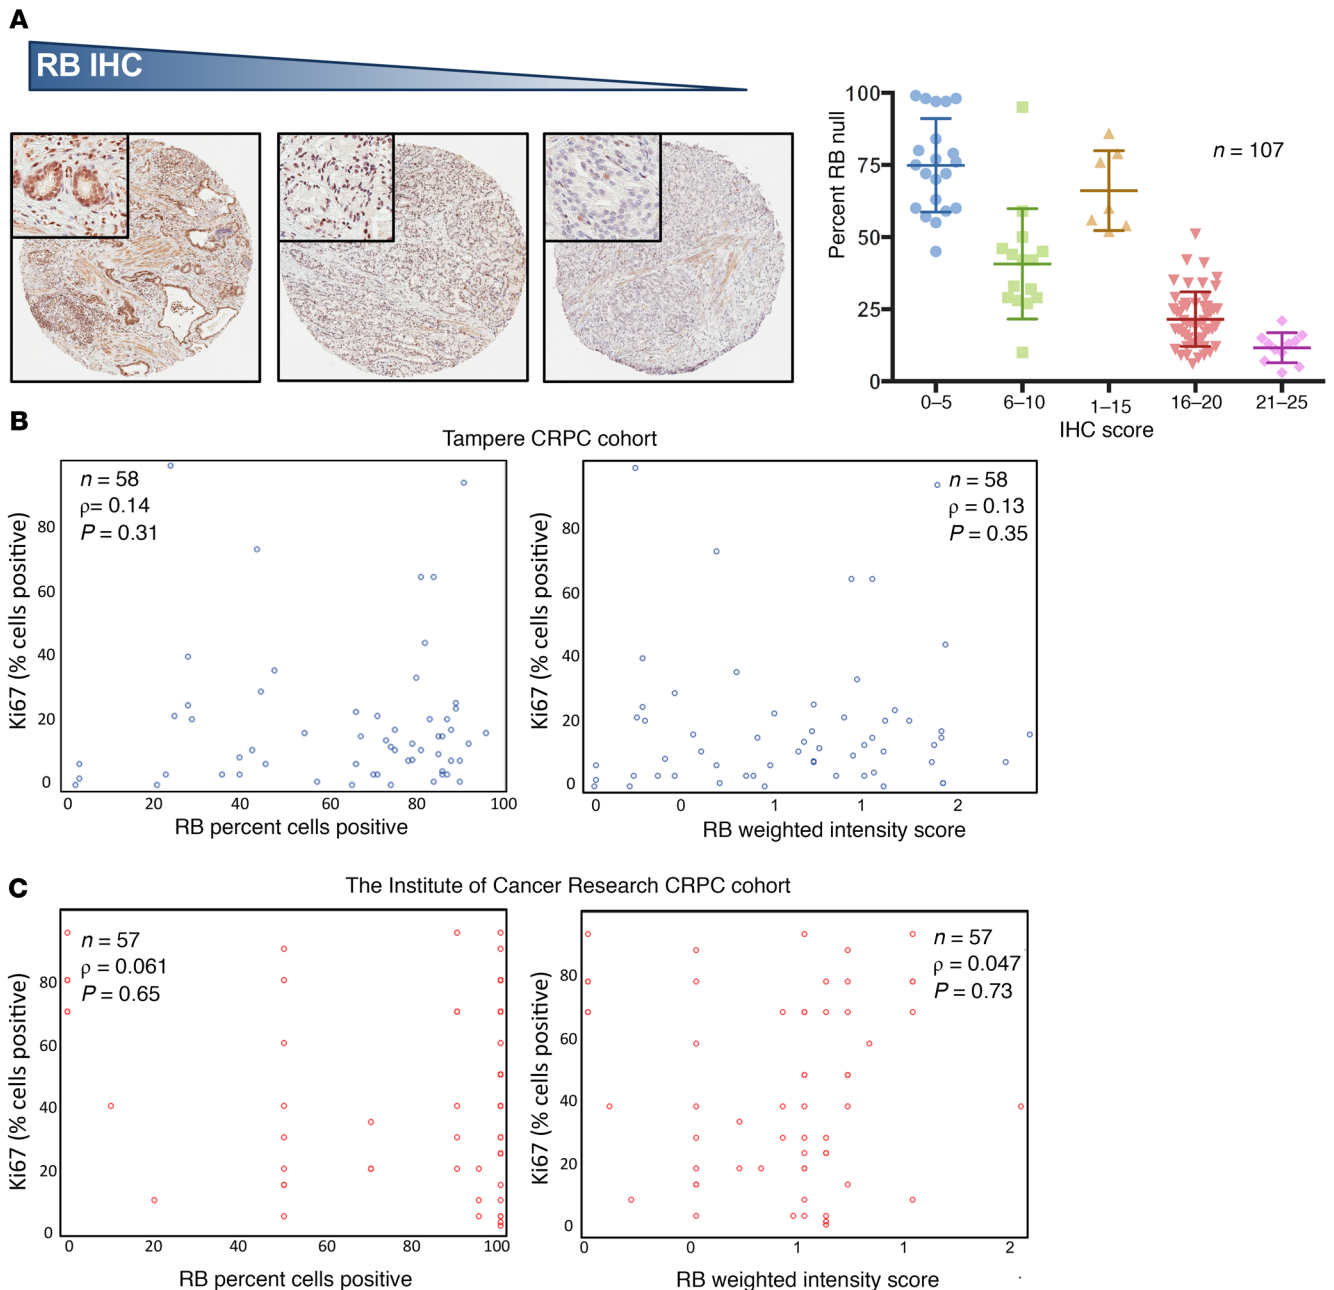 A
RB IHC
Percent RB null
100
75
50
25
0
n = 107
0–5
6–10
1–15
16–20
21–25
IHC score
B
Tampere CRPC cohort
Ki67 (% cells positive)
80
60
40
20
0
n = 58
ρ= 0.14
P = 0.31
0
20
40
60
80
100
RB percent cells positive
Ki67 (% cells positive)
80
60
40
20
0
n = 58
ρ = 0.13
P = 0.35
0
0
1
1
2
RB weighted intensity score
C
The Institute of Cancer Research CRPC cohort
Ki67 (% cells positive)
80
60
40
20
0
n = 57
ρ = 0.061
P = 0.65
0
20
40
60
80
100
RB percent cells positive
Ki67 (% cells positive)
80
60
40
20
0
n = 57
ρ = 0.047
P = 0.73
0
0
1
1
2
RB weighted intensity score